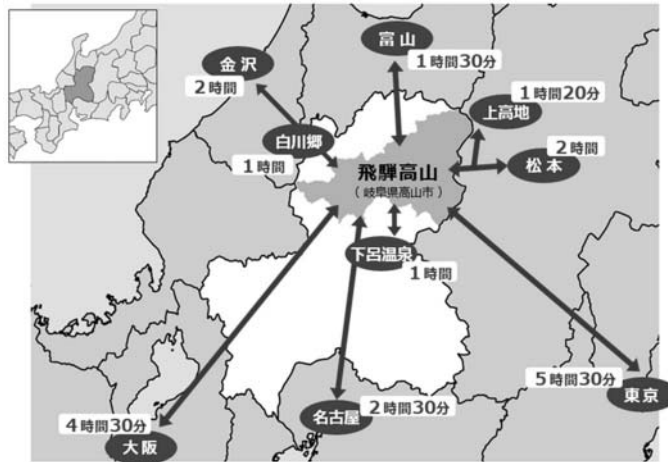 富山
1時間30分
金沢
2時間
上高地
1時間20分
白川郷
1時間
松本
2時間
飛騨高山
(岐阜県高山市)
下呂温泉
1時間
東京
5時間30分
名古屋
2時間30分
大阪
4時間30分